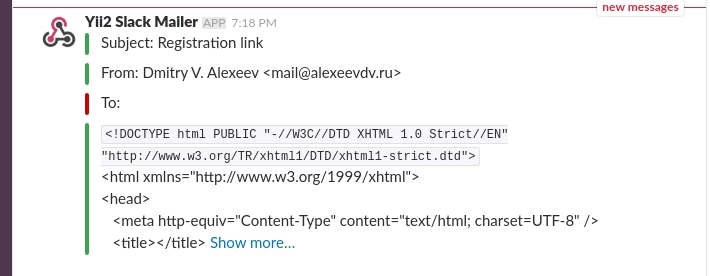 new messages
Yii2 Slack Mailer APP 7:18 PM
Subject: Registration link
From: Dmitry V. Alexeev <mail@alexeevdv.ru>
To:
<!DOCTYPE html PUBLIC "-//W3C//DTD XHTML 1.0 Strict//EN"
"http://www.w3.org/TR/xhtml1/DTD/xhtml1-strict.dtd">
<html xmlns="http://www.w3.org/1999/xhtml">
<head>
<meta http-equiv="Content-Type" content="text/html; charset=UTF-8" />
<title></title> Show more...